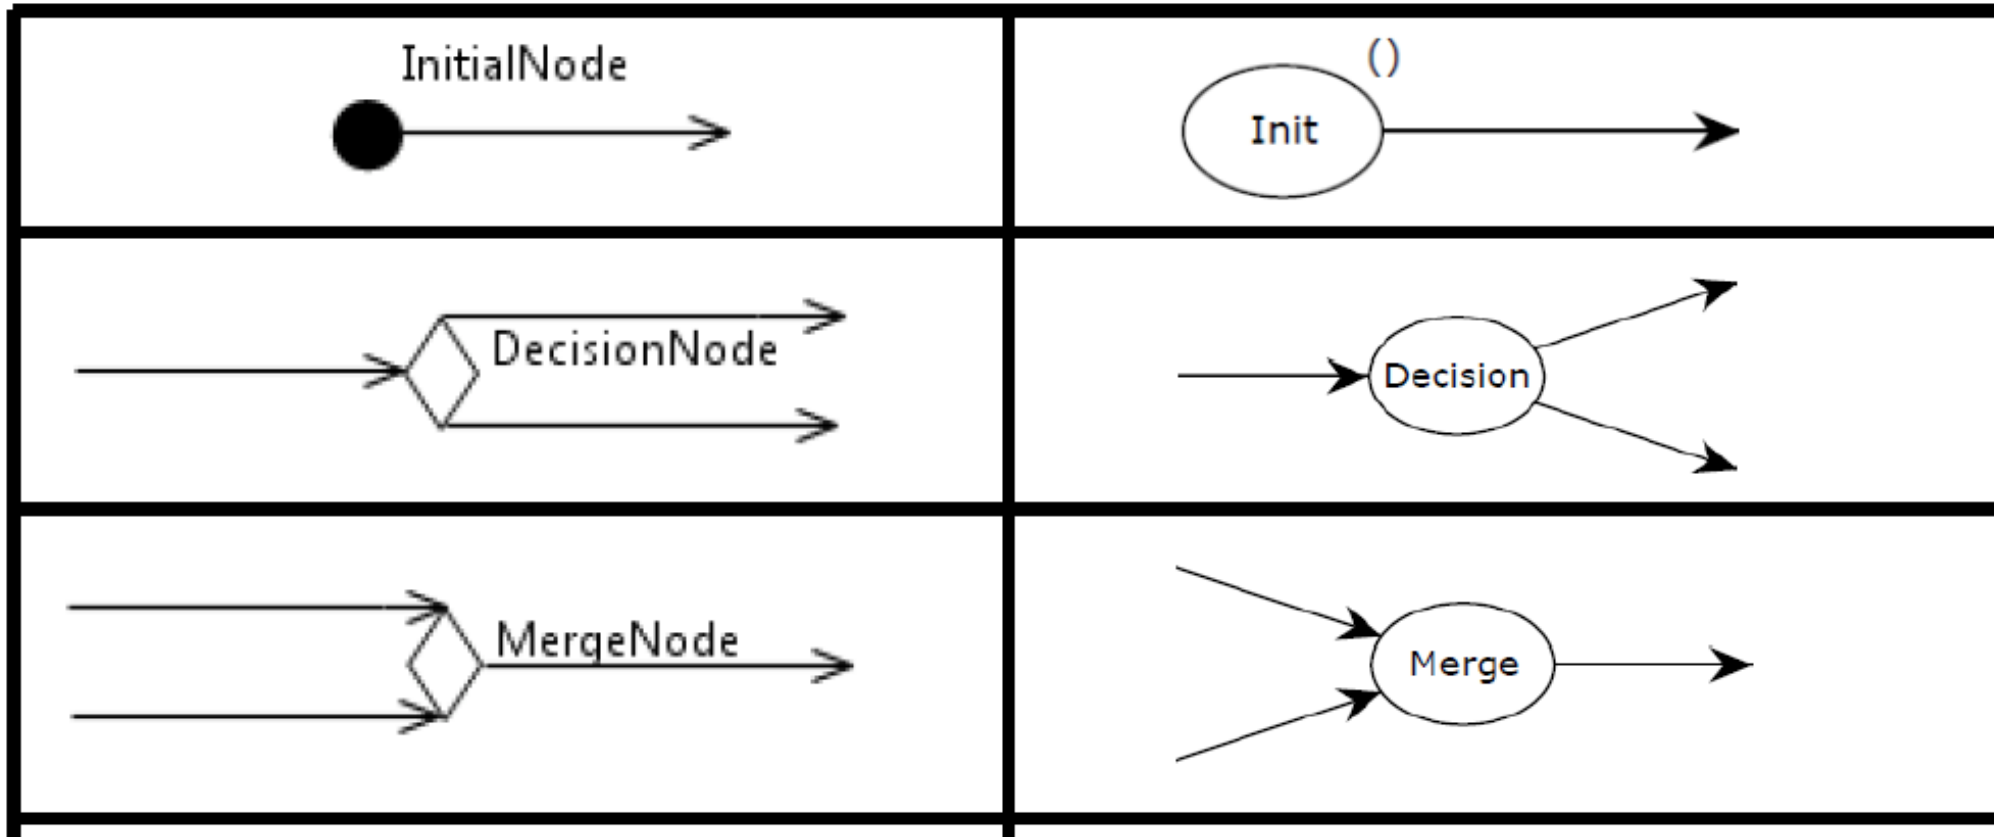 InitialNode
()
Init
DecisionNode
Decision
MergeNode
Merge